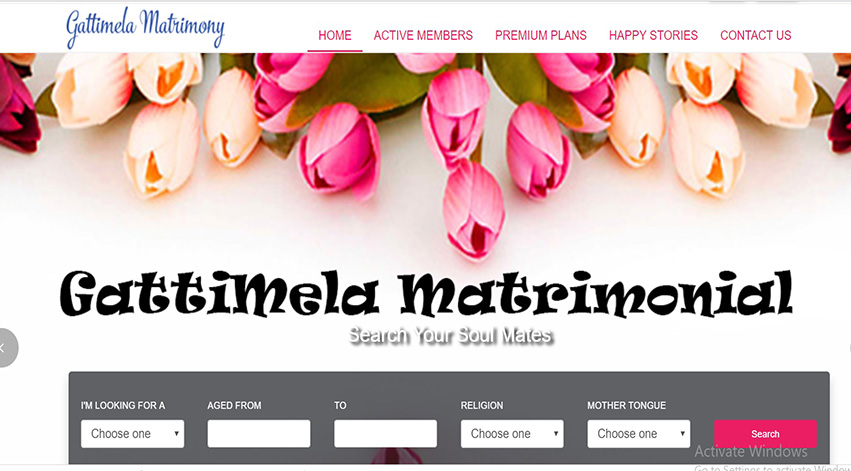 Gattimela Matrimony
HOME ACTIVE MEMBERS PREMIUM PLANS HAPPY STORIES CONTACT US
GattiMela Matrimonial
Search Your Soul Mates
I'M LOOKING FOR A AGED FROM TO RELIGION MOTHER TONGUE
Choose one Choose one Choose one Search
Activate Windows
Go to Settings to activate Window